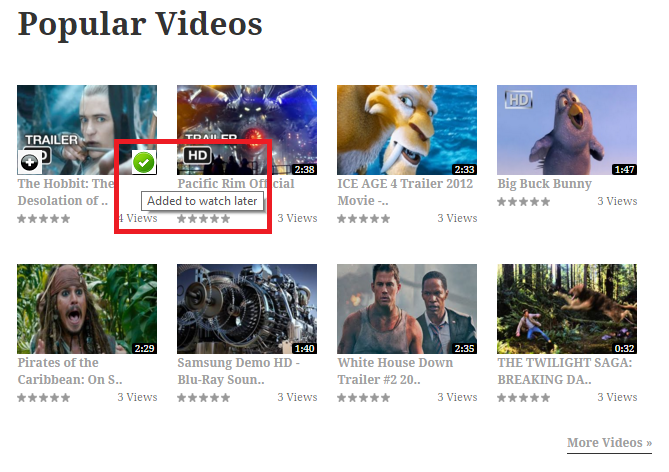 Popular Videos
TRAILER
HD
TRAILER
HD
2:38
2:33
HD
1:47
The Hobbit: The
Desolation of ..
4 Views
Added to watch later
Pacific Rim Official
3 Views
ICE AGE 4 Trailer 2012
Movie -..
3 Views
Big Buck Bunny
3 Views
2:29
1:40
2:35
0:32
Pirates of the
Caribbean: On S..
3 Views
Samsung Demo HD -
Blu-Ray Soun..
3 Views
White House Down
Trailer #2 20..
3 Views
THE TWILIGHT SAGA:
BREAKING DA..
3 Views
More Videos »